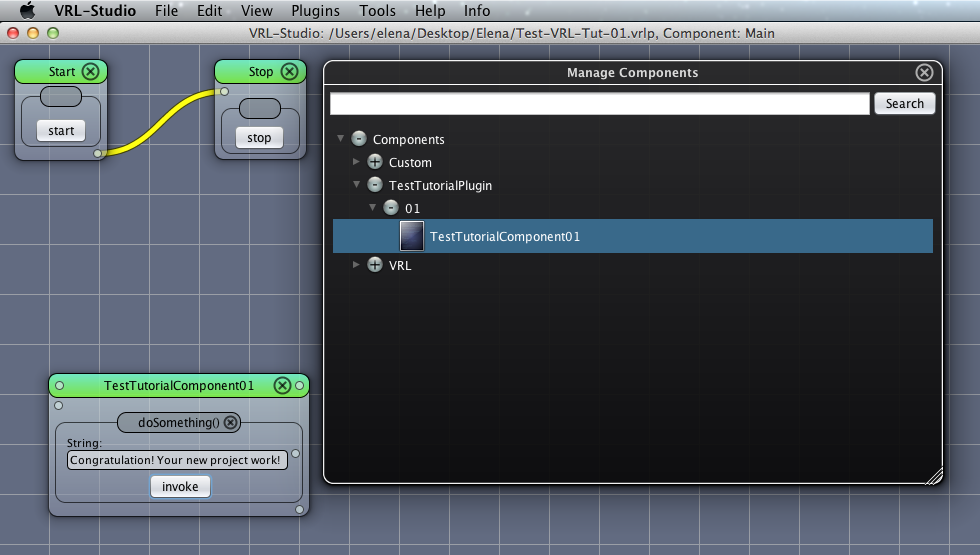 VRL-Studio File Edit View Plugins Tools Help Info
VRL-Studio: /Users/elena/Desktop/Elena/Test-VRL-Tut-01.vrlp, Component: Main
Start
start
Stop
stop
Manage Components
Search
Components
Custom
TestTutorialPlugin
01
TestTutorialComponent01
VRL
TestTutorialComponent01
doSomething()
String:
Congratulation! Your new project work!
invoke